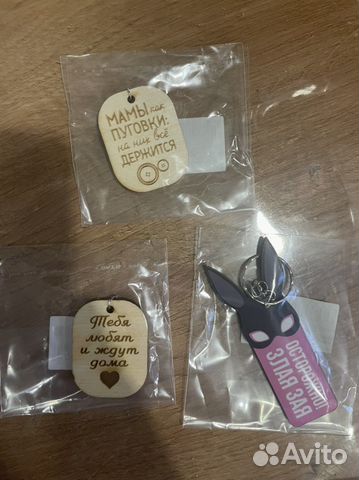 МАМЫ как
ПУГОВКИ:
на них всё
ДЕРЖИТСЯ
Тебя
любят
и ждут
дома
ОСТОРОЖНО!
ЗЛАЯ ЗАЯ
Avito